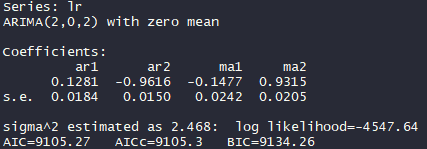 Series: lr
ARIMA(2,0,2) with zero mean
Coefficients:
ar1 ar2 ma1 ma2
0.1281 -0.9616 -0.1477 0.9315
s.e. 0.0184 0.0150 0.0242 0.0205
sigma^2 estimated as 2.468: log likelihood=-4547.64
AIC=9105.27 AICc=9105.3 BIC=9134.26